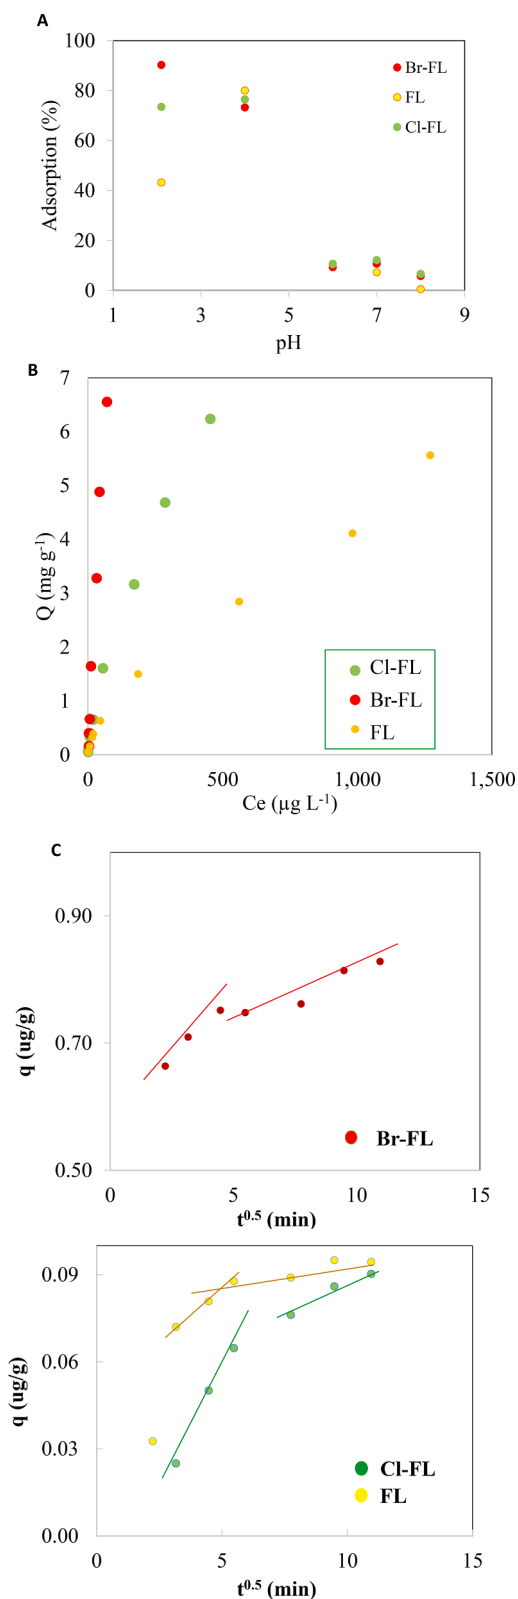 A
100
80
60
40
20
0
Adsorption (%)
Br-FL
FL
Cl-FL
1 3 5 7 9
pH
B
7
6
5
4
3
2
1
0
Q (mg g-1)
Cl-FL
Br-FL
FL
0 500 1,000 1,500
Ce (µg L-1)
C
0.90
0.70
0.50
q (ug/g)
Br-FL
0 5 10 15
t0.5 (min)
0.09
0.06
0.03
0.00
q (ug/g)
Cl-FL
FL
0 5 10 15
t0.5 (min)